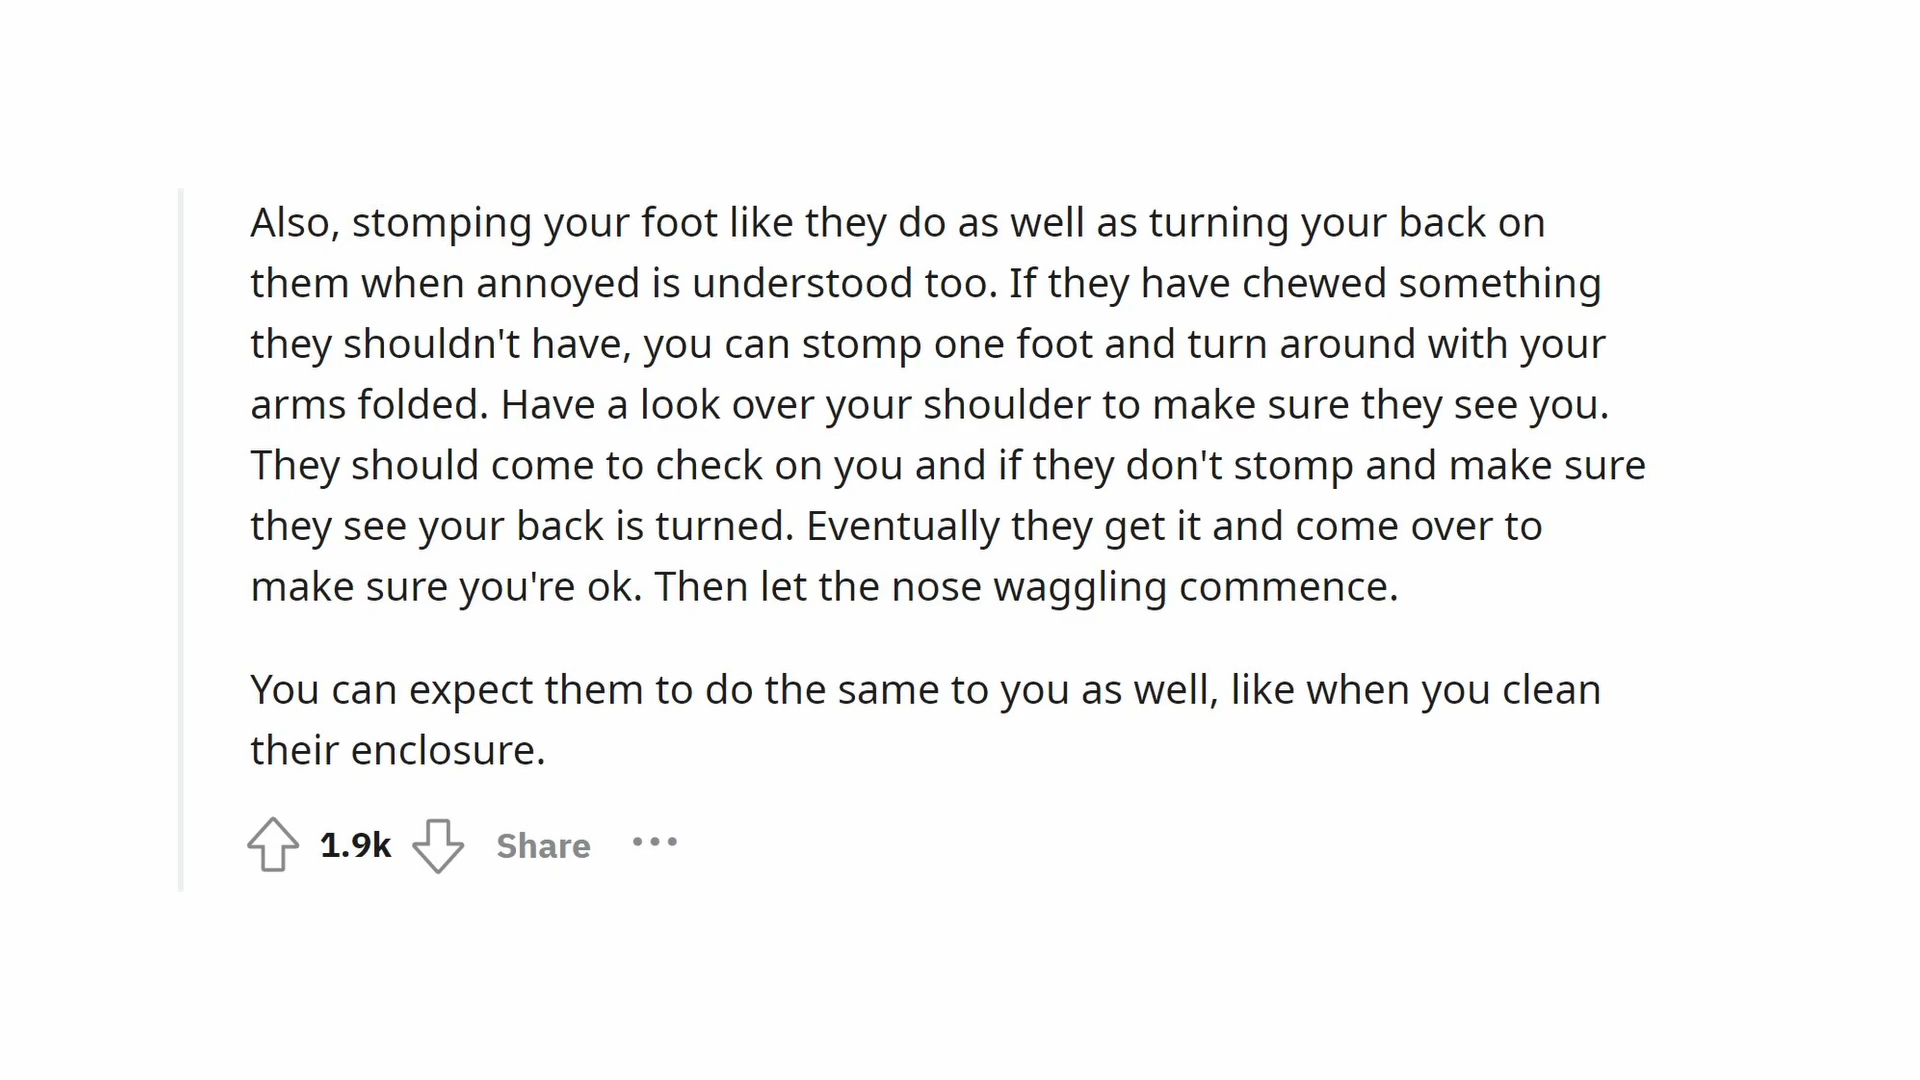 Also, stomping your foot like they do as well as turning your back on
them when annoyed is understood too. If they have chewed something
they shouldn't have, you can stomp one foot and turn around with your
arms folded. Have a look over your shoulder to make sure they see you.
They should come to check on you and if they don't stomp and make sure
they see your back is turned. Eventually they get it and come over to
make sure you're ok. Then let the nose waggling commence.
You can expect them to do the same to you as well, like when you clean
their enclosure.
1.9k Share ···